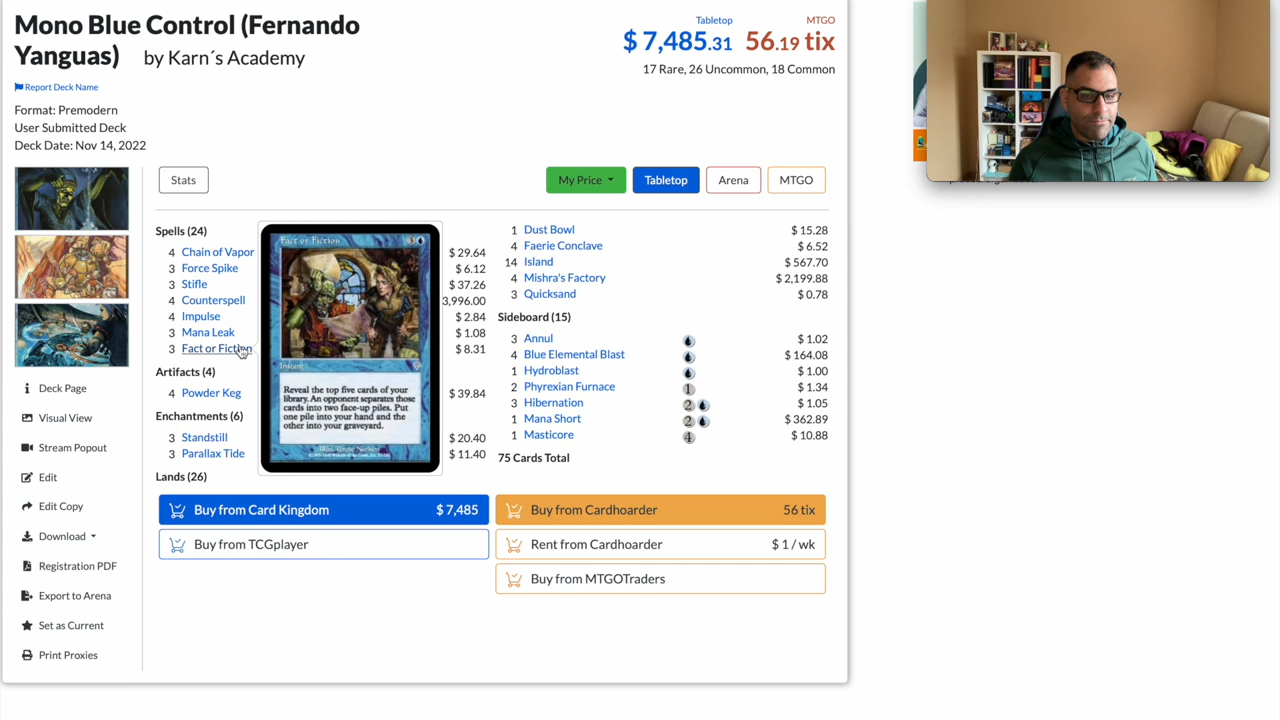 Mono Blue Control (Fernando
Yanguas) by Karn´s Academy
Tabletop
$ 7,485.31
MTGO
56.19 tix
17 Rare, 26 Uncommon, 18 Common
Report Deck Name
Format: Premodern
User Submitted Deck
Deck Date: Nov 14, 2022
Stats
My Price
Tabletop
Arena
MTGO
Spells (24)
4 Chain of Vapor $ 29.64
3 Force Spike $ 6.12
3 Stifle $ 37.26
4 Counterspell 3,996.00
4 Impulse $ 2.84
3 Mana Leak $ 1.08
3 Fact or Fiction $ 8.31
Artifacts (4)
4 Powder Keg $ 39.84
Enchantments (6)
3 Standstill $ 20.40
3 Parallax Tide $ 11.40
Lands (26)
Fact or Fiction 3
Instant
Reveal the top five cards of your
library. An opponent separates those
cards into two face-up piles. Put
one pile into your hand and the
other into your graveyard.
1 Dust Bowl $ 15.28
4 Faerie Conclave $ 6.52
14 Island $ 567.70
4 Mishra's Factory $ 2,199.88
3 Quicksand $ 0.78
Sideboard (15)
3 Annul $ 1.02
4 Blue Elemental Blast $ 164.08
1 Hydroblast $ 1.00
2 Phyrexian Furnace 1 $ 1.34
3 Hibernation 2 $ 1.05
1 Mana Short 2 $ 362.89
1 Masticore 4 $ 10.88
75 Cards Total
Buy from Card Kingdom $ 7,485
Buy from TCGplayer
Buy from Cardhoarder 56 tix
Rent from Cardhoarder $ 1 / wk
Buy from MTGOTraders
Deck Page
Visual View
Stream Popout
Edit
Edit Copy
Download
Registration PDF
Export to Arena
Set as Current
Print Proxies